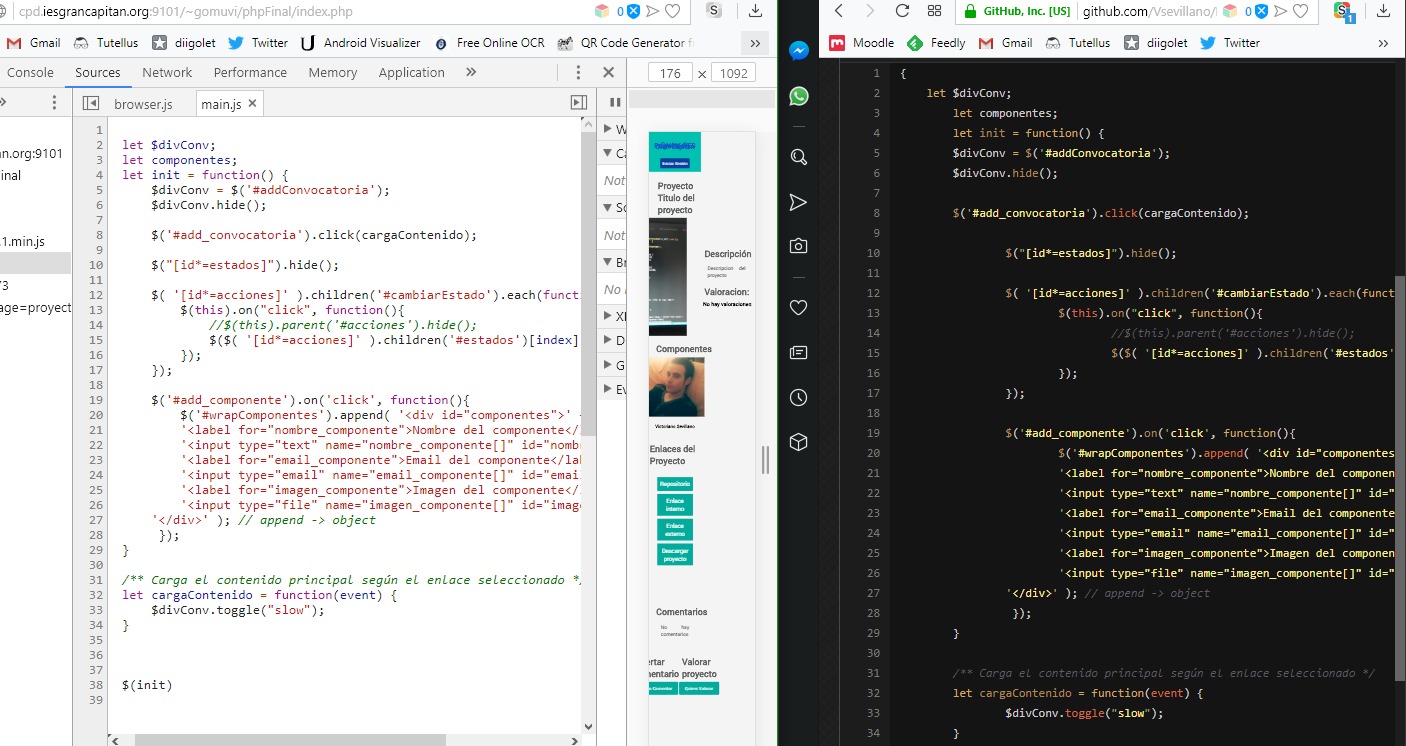 cpd.iesgrancapitan.org:9101/~gomuvi/phpFinal/index.php
0
S
Gmail
Tutellus
diigolet
Twitter
Android Visualizer
Free Online OCR
QR Code Generator f
»
Console
Sources
Network
Performance
Memory
Application
»
176 x 1092
browser.js
main.js ×
an.org:9101
inal
.1.min.js
73
age=proyect
1
2 let $divConv;
3 let componentes;
4 let init = function() {
5 $divConv = $('#addConvocatoria');
6 $divConv.hide();
7
8 $('#add_convocatoria').click(cargaContenido);
9
10 $("[id*=estados]").hide();
11
12 $( '[id*=acciones]' ).children('#cambiarEstado').each(funct
13 $(this).on("click", function(){
14 //$(this).parent('#acciones').hide();
15 $($( '[id*=acciones]' ).children('#estados')[index]
16 });
17 });
18
19 $('#add_componente').on('click', function(){
20 $('#wrapComponentes').append( '<div id="componentes">' +
21 '<label for="nombre_componente">Nombre del componente</
22 '<input type="text" name="nombre_componente[]" id="nomb
23 '<label for="email_componente">Email del componente</la
24 '<input type="email" name="email_componente[]" id="emai
25 '<label for="imagen_componente">Imagen del componente</
26 '<input type="file" name="imagen_componente[]" id="image
27 '</div>' ); // append -> object
28 });
29 }
30
31 /** Carga el contenido principal según el enlace seleccionado *
32 let cargaContenido = function(event) {
33 $divConv.toggle("slow");
34 }
35
36
37
38 $(init)
39
W
Ca
Not
Sc
Not
Br
No
XI
D
G
Ev
Proyecto
Titulo del
proyecto
Descripción
Descripcion del
proyecto
Valoracion:
No hay valoraciones
Componentes
Victoriano Sevillano
Enlaces del
Proyecto
Repositorio
Enlace
interno
Enlace
externo
Descargar
proyecto
Comentarios
No hay
comentarios
ertar
nentario
Valorar
proyecto
GitHub, Inc. [US]
github.com/Vsevillano/
0
S
1
Moodle
Feedly
Gmail
Tutellus
diigolet
Twitter
»
1 {
2 let $divConv;
3 let componentes;
4 let init = function() {
5 $divConv = $('#addConvocatoria');
6 $divConv.hide();
7
8 $('#add_convocatoria').click(cargaContenido);
9
10 $("[id*=estados]").hide();
11
12 $( '[id*=acciones]' ).children('#cambiarEstado').each(funct
13 $(this).on("click", function(){
14 //$(this).parent('#acciones').hide();
15 $($( '[id*=acciones]' ).children('#estados'
16 });
17 });
18
19 $('#add_componente').on('click', function(){
20 $('#wrapComponentes').append( '<div id="componentes
21 '<label for="nombre_componente">Nombre del componen
22 '<input type="text" name="nombre_componente[]" id="
23 '<label for="email_componente">Email del componente
24 '<input type="email" name="email_componente[]" id="
25 '<label for="imagen_componente">Imagen del componen
26 '<input type="file" name="imagen_componente[]" id="
27 '</div>' ); // append -> object
28 });
29 }
30
31 /** Carga el contenido principal según el enlace seleccionado */
32 let cargaContenido = function(event) {
33 $divConv.toggle("slow");
34 }